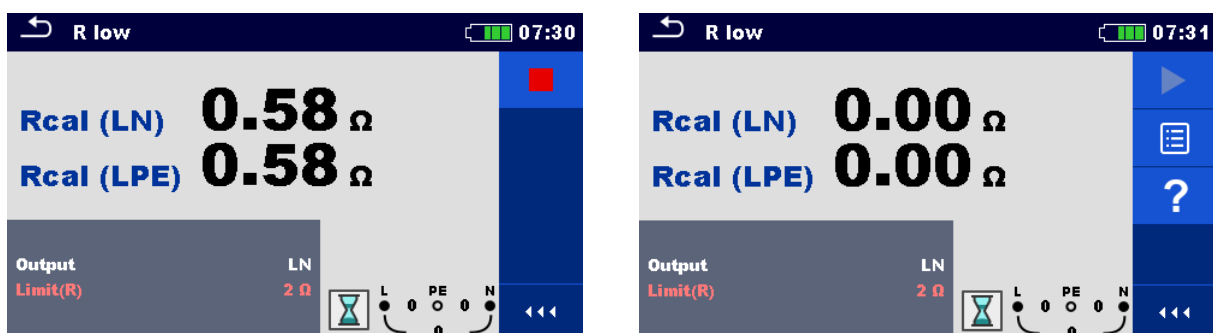 R low 07:30
Rcal (LN) 0.58 Ω
Rcal (LPE) 0.58 Ω
Output LN
Limit(R) 2 Ω
L PE N
0 0
0
R low 07:31
Rcal (LN) 0.00 Ω
Rcal (LPE) 0.00 Ω
?
Output LN
Limit(R) 2 Ω
L PE N
0 0
0